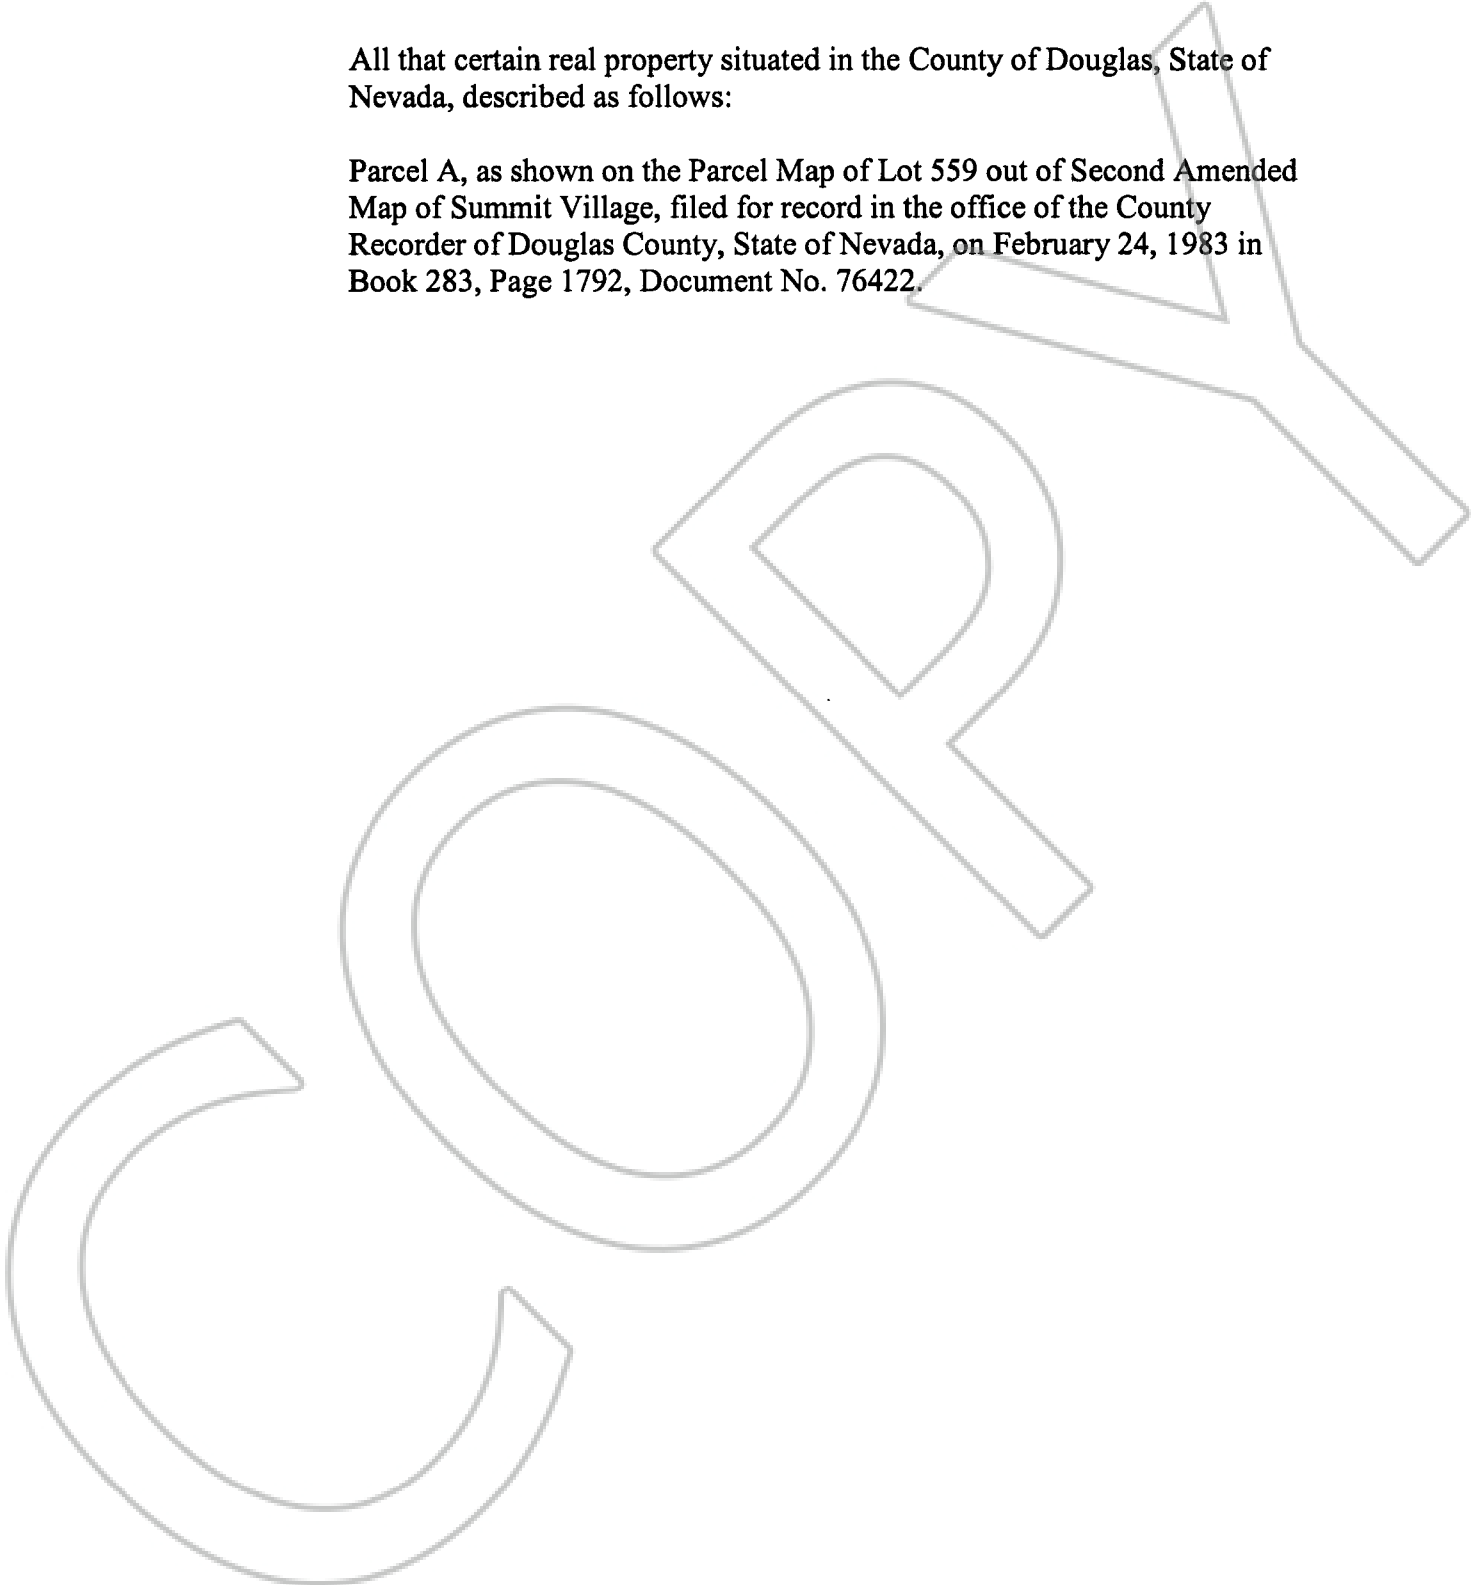 All that certain real property situated in the County of Douglas, State of
Nevada, described as follows:
Parcel A, as shown on the Parcel Map of Lot 559 out of Second Amended
Map of Summit Village, filed for record in the office of the County
Recorder of Douglas County, State of Nevada, on February 24, 1983 in
Book 283, Page 1792, Document No. 76422.
COPY